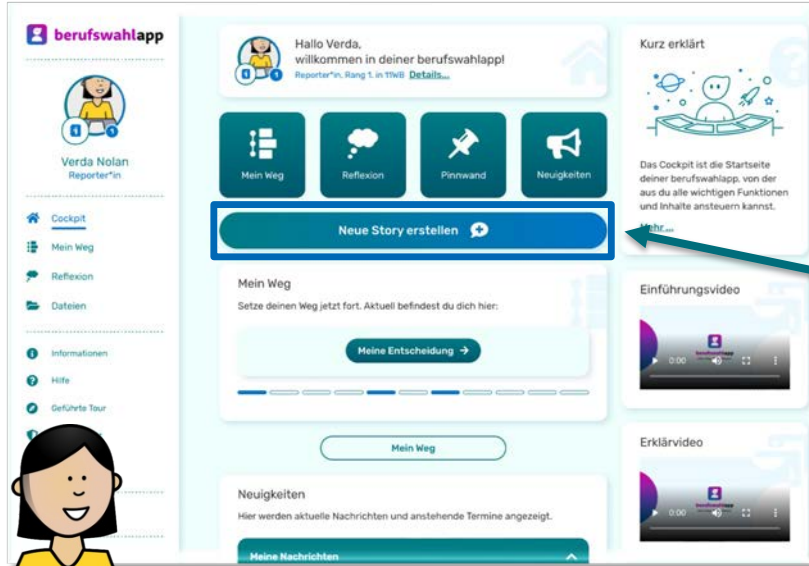 berufswahlapp
Verda Nolan
Reporter*in
Cockpit
Mein Weg
Reflexion
Dateien
Informationen
Hilfe
Geführte Tour
Hallo Verda,
willkommen in deiner berufswahlapp!
Reporter*in, Rang 1. in 11WB Details...
Mein Weg
Reflexion
Pinnwand
Neuigkeiten
Neue Story erstellen
Mein Weg
Setze deinen Weg jetzt fort. Aktuell befindest du dich hier:
Meine Entscheidung →
Mein Weg
Neuigkeiten
Hier werden aktuelle Nachrichten und anstehende Termine angezeigt.
Meine Nachrichten
Kurz erklärt
Das Cockpit ist die Startseite
deiner berufswahlapp, von der
aus du alle wichtigen Funktionen
und Inhalte ansteuern kannst.
Mehr ...
Einführungsvideo
berufswahlapp
0:00
Erklärvideo
berufswahlapp
0:00